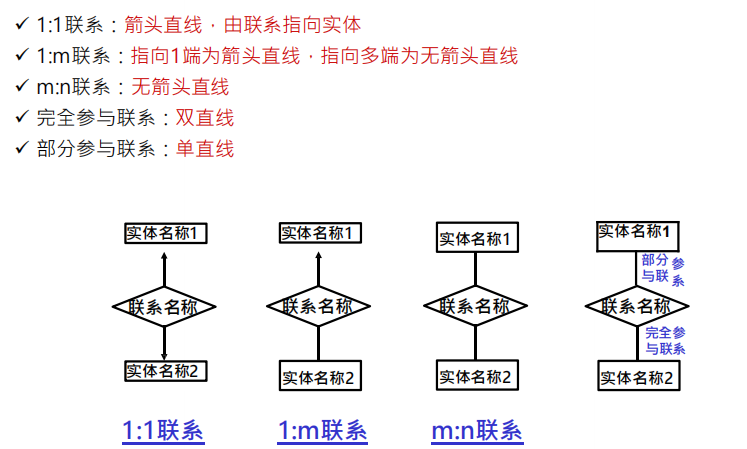 ✓ 1:1联系：箭头直线，由联系指向实体
✓ 1:m联系：指向1端为箭头直线，指向多端为无箭头直线
✓ m:n联系：无箭头直线
✓ 完全参与联系：双直线
✓ 部分参与联系：单直线
实体名称1
联系名称
实体名称2
1:1联系
实体名称1
联系名称
实体名称2
1:m联系
实体名称1
联系名称
实体名称2
m:n联系
实体名称1
部分参
与联系
联系名称
完全参
与联系
实体名称2